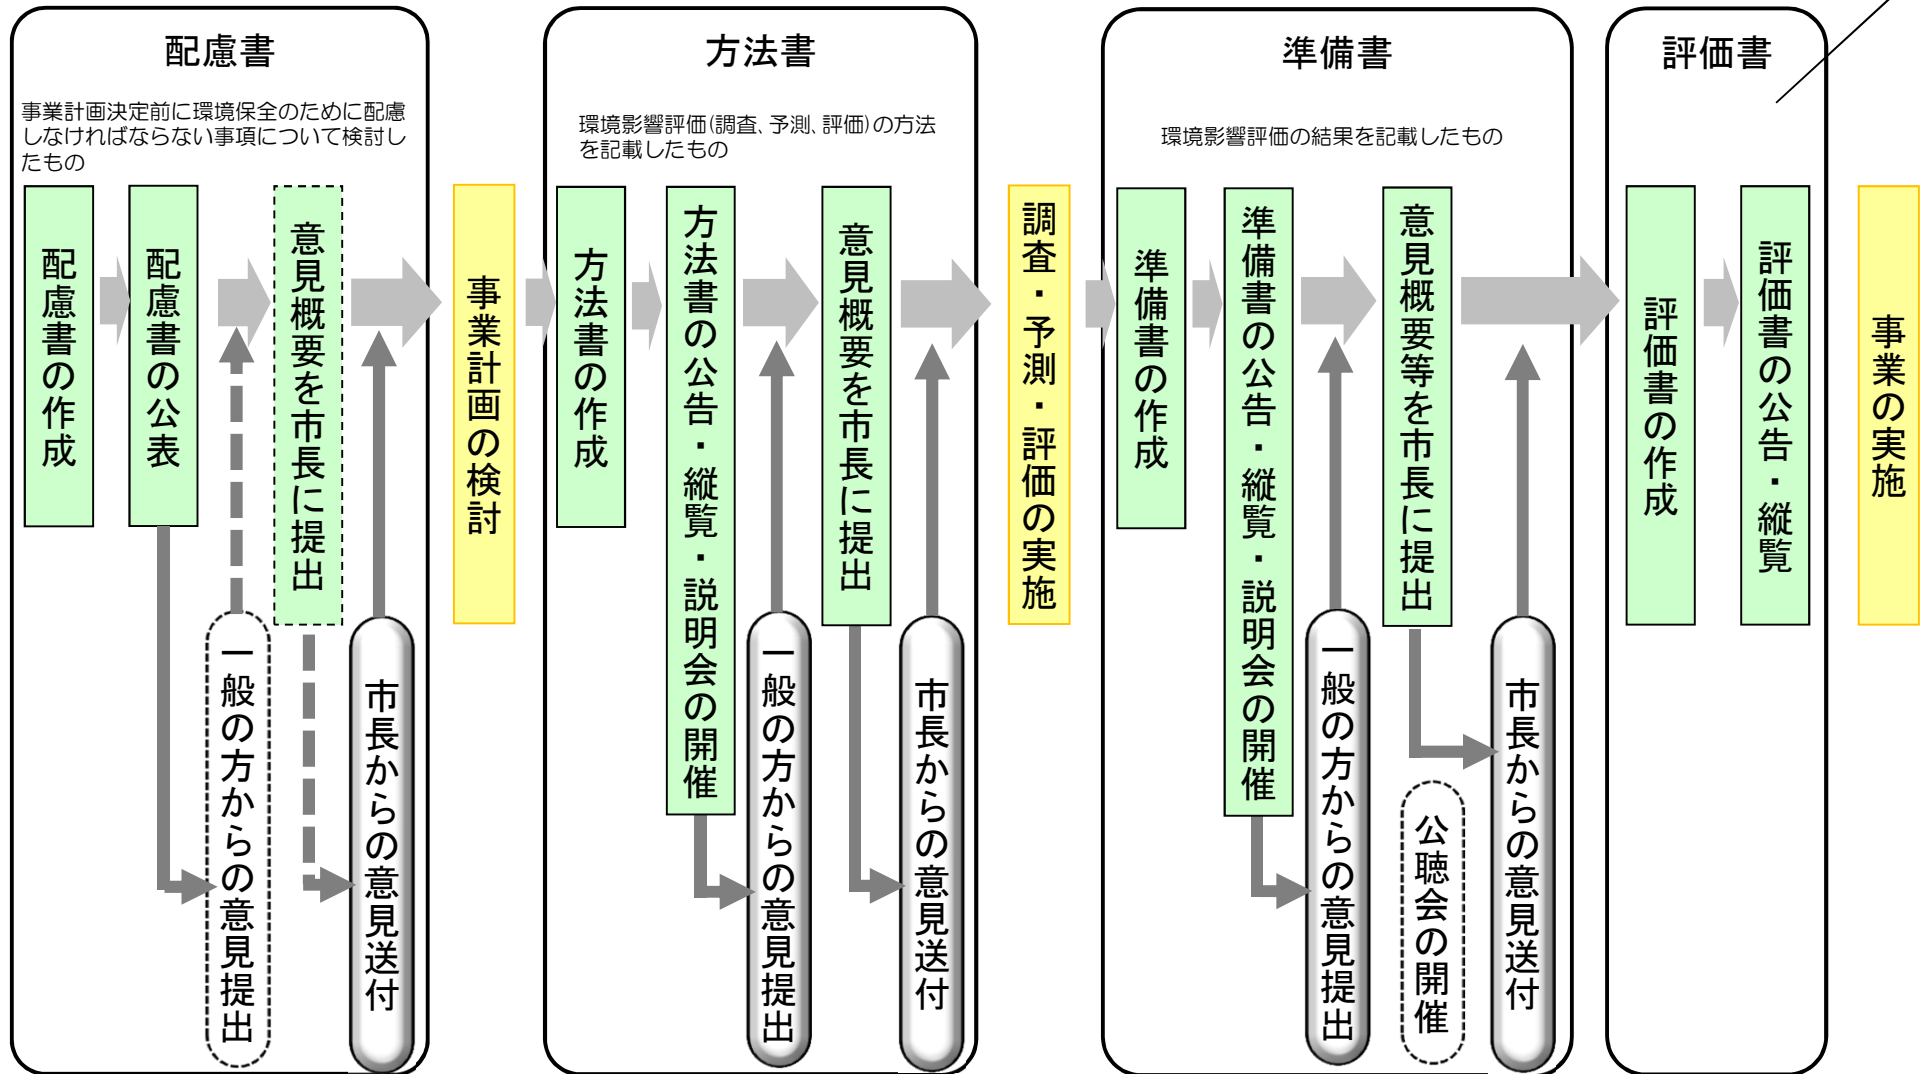 配慮書
事業計画決定前に環境保全のために配慮
しなければならない事項について検討し
たもの
配慮書の作成
配慮書の公表
一般の方からの意見提出
意見概要を市長に提出
市長からの意見送付
事業計画の検討
方法書
環境影響評価(調査、予測、評価)の方法
を記載したもの
方法書の作成
方法書の公告・縦覧・説明会の開催
一般の方からの意見提出
意見概要を市長に提出
市長からの意見送付
調査・予測・評価の実施
準備書
環境影響評価の結果を記載したもの
準備書の作成
準備書の公告・縦覧・説明会の開催
一般の方からの意見提出
意見概要等を市長に提出
公聴会の開催
市長からの意見送付
評価書
評価書の作成
評価書の公告・縦覧
事業の実施